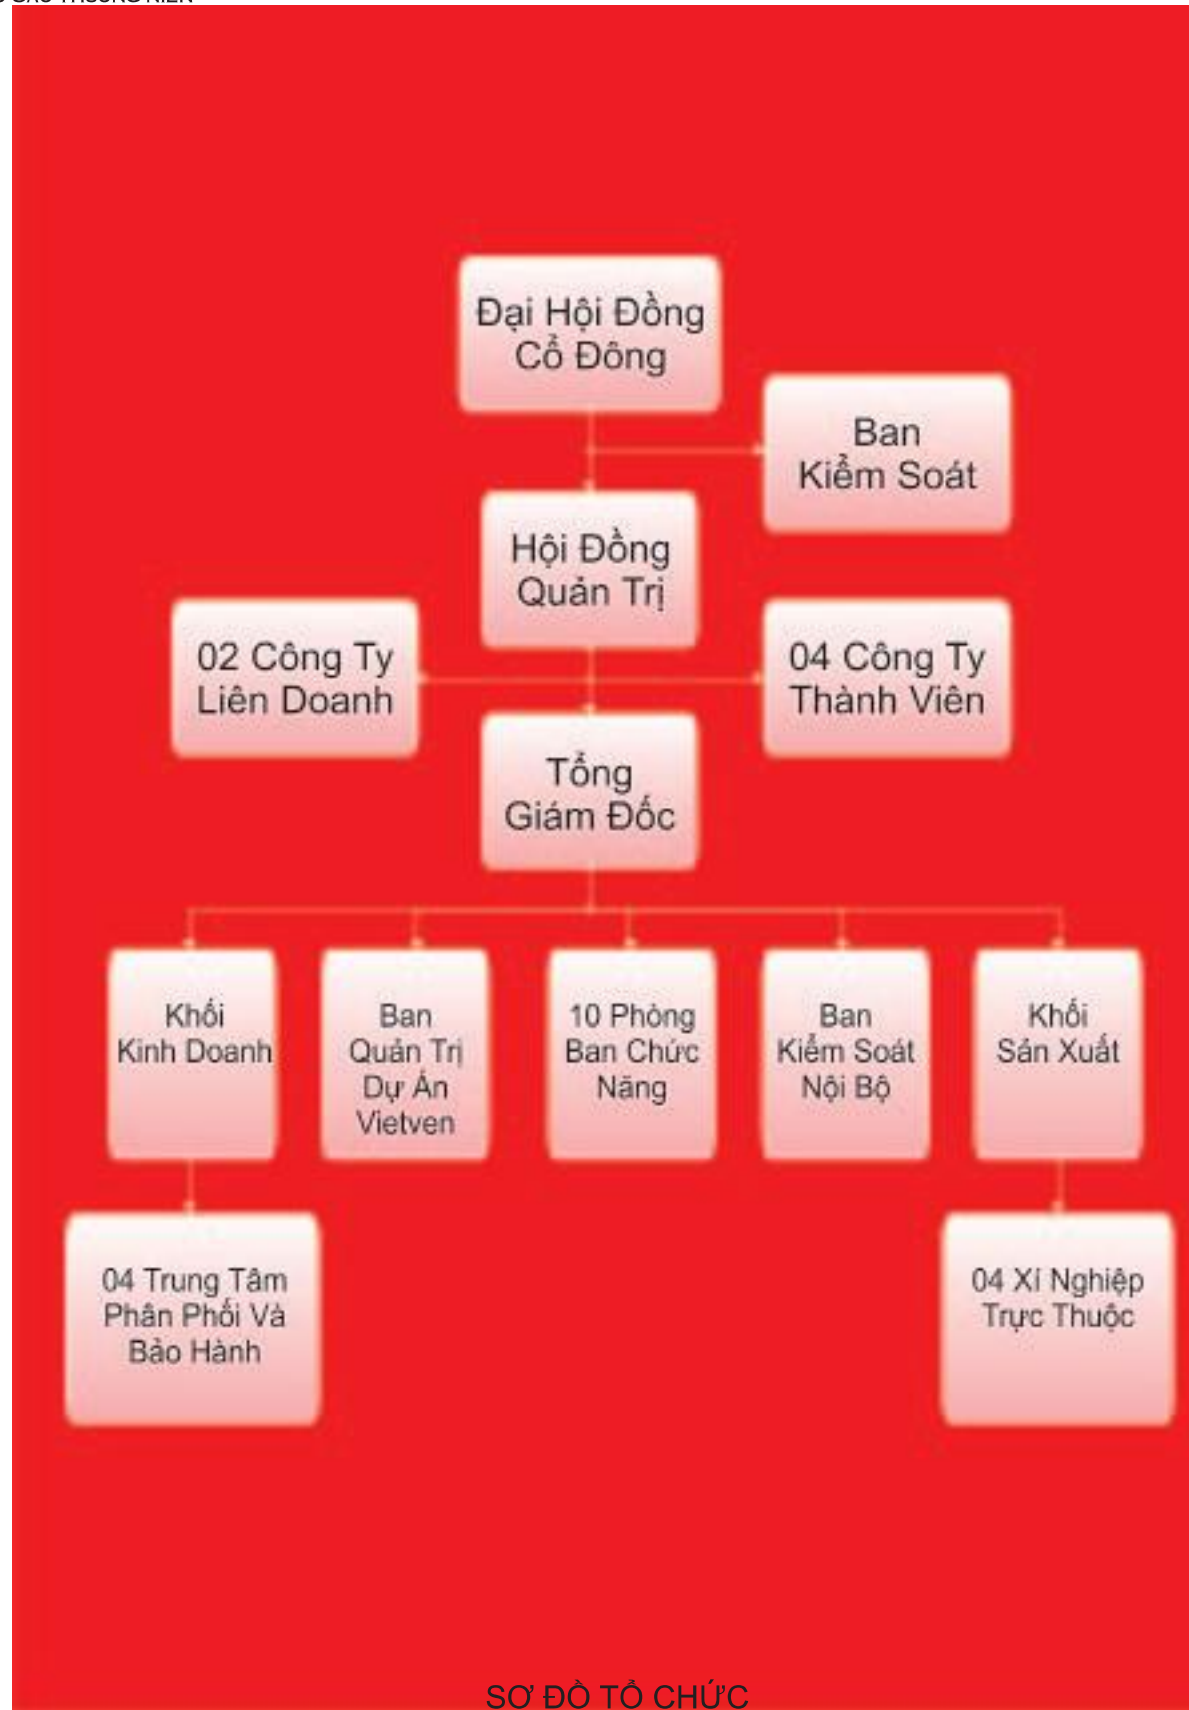 Đại Hội Đồng
Cổ Đông
Ban
Kiểm Soát
Hội Đồng
Quản Trị
02 Công Ty
Liên Doanh
04 Công Ty
Thành Viên
Tổng
Giám Đốc
Khối
Kinh Doanh
Ban
Quản Trị
Dự Án
Vietven
10 Phòng
Ban Chức
Năng
Ban
Kiểm Soát
Nội Bộ
Khối
Sản Xuất
04 Trung Tâm
Phân Phối Và
Bảo Hành
04 Xí Nghiệp
Trực Thuộc
SƠ ĐỒ TỔ CHỨC